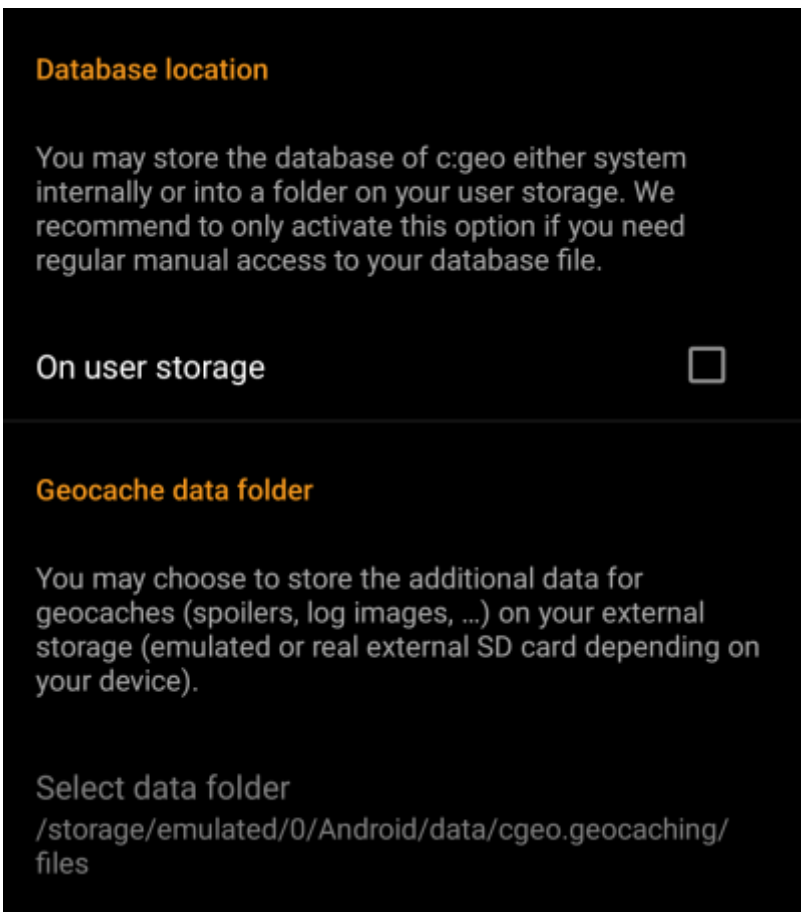 Database location
You may store the database of c:geo either system
internally or into a folder on your user storage. We
recommend to only activate this option if you need
regular manual access to your database file.
On user storage
Geocache data folder
You may choose to store the additional data for
geocaches (spoilers, log images, …) on your external
storage (emulated or real external SD card depending on
your device).
Select data folder
/storage/emulated/0/Android/data/cgeo.geocaching/
files